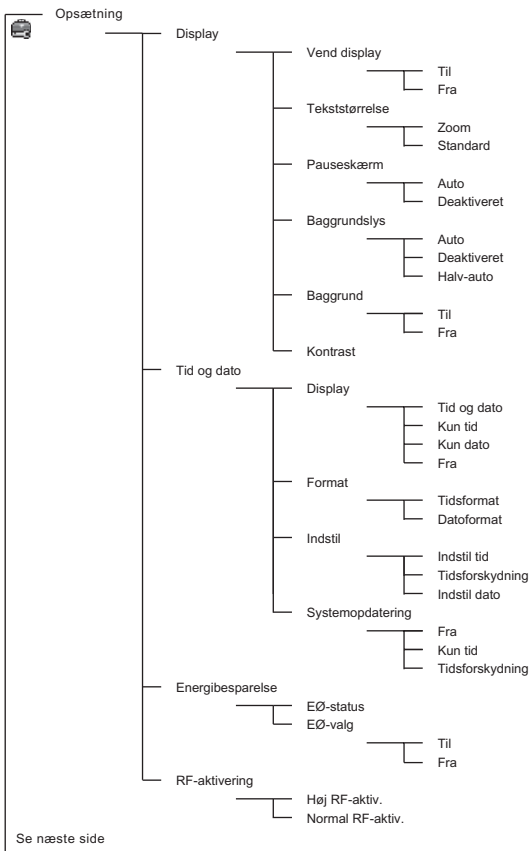 Opsætning
Display
Vend display
Til
Fra
Tekststørrelse
Zoom
Standard
Pauseskærm
Auto
Deaktiveret
Baggrundslys
Auto
Deaktiveret
Halv-auto
Baggrund
Til
Fra
Kontrast
Tid og dato
Display
Tid og dato
Kun tid
Kun dato
Fra
Format
Tidsformat
Datoformat
Indstil
Indstil tid
Tidsforskydning
Indstil dato
Systemopdatering
Fra
Kun tid
Tidsforskydning
Energibesparelse
EØ-status
EØ-valg
Til
Fra
RF-aktivering
Høj RF-aktiv.
Normal RF-aktiv.
Se næste side